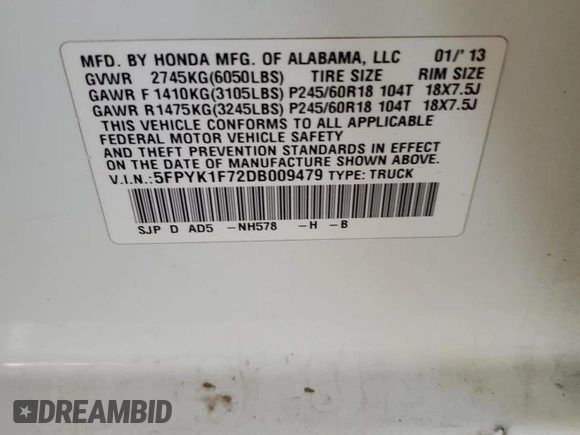 MFD. BY HONDA MFG. OF ALABAMA, LLC 01/'13
GVWR 2745KG(6050LBS) TIRE SIZE RIM SIZE
GAWR F 1410KG(3105LBS) P245/60R18 104T 18X7.5J
GAWR R1475KG(3245LBS) P245/60R18 104T 18X7.5J
THIS VEHICLE CONFORMS TO ALL APPLICABLE
FEDERAL MOTOR VEHICLE SAFETY
AND THEFT PREVENTION STANDARDS IN EFFECT
ON THE DATE OF MANUFACTURE SHOWN ABOVE.
V.I.N.:5FPYK1F72DB009479 TYPE: TRUCK
SJP D AD5 -NH578 -H -B
DREAMBID